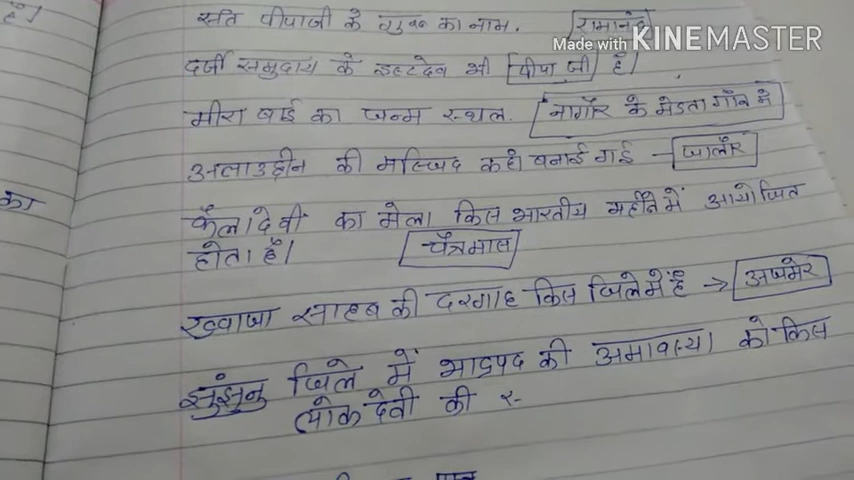 है।
संत पीपाजी के गुरु का नाम. रामानंद
Made with KINEMASTER
दर्जी समुदाय के इष्टदेव भी पीपा जी है।
मीरा बाई का जन्म स्थल. नागौर के मेडता गाँव मे
अलाउद्दीन की मस्जिद कहाँ बनाई गई → जालौर
का
कैलादेवी का मेला किस भारतीय महीने में आयोजित
होता है। चैत्रमास
ख्वाजा साहब की दरगाह किस जिले में है → अजमेर
झुंझुनु जिले में भाद्रपद की अमावस्या को किस
लोक देवी की